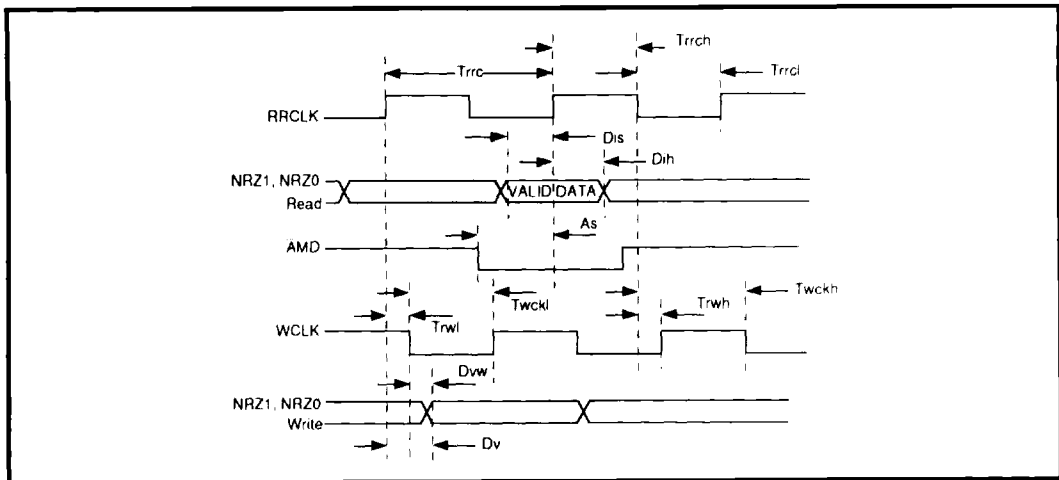 Trrch
Trrc
Trrcl
RRCLK
Dis
Dih
NRZ1, NRZ0
Read
VALID DATA
As
AMD
Twckl
Twckh
Trwl
Trwh
WCLK
Dvw
NRZ1, NRZ0
Write
Dv